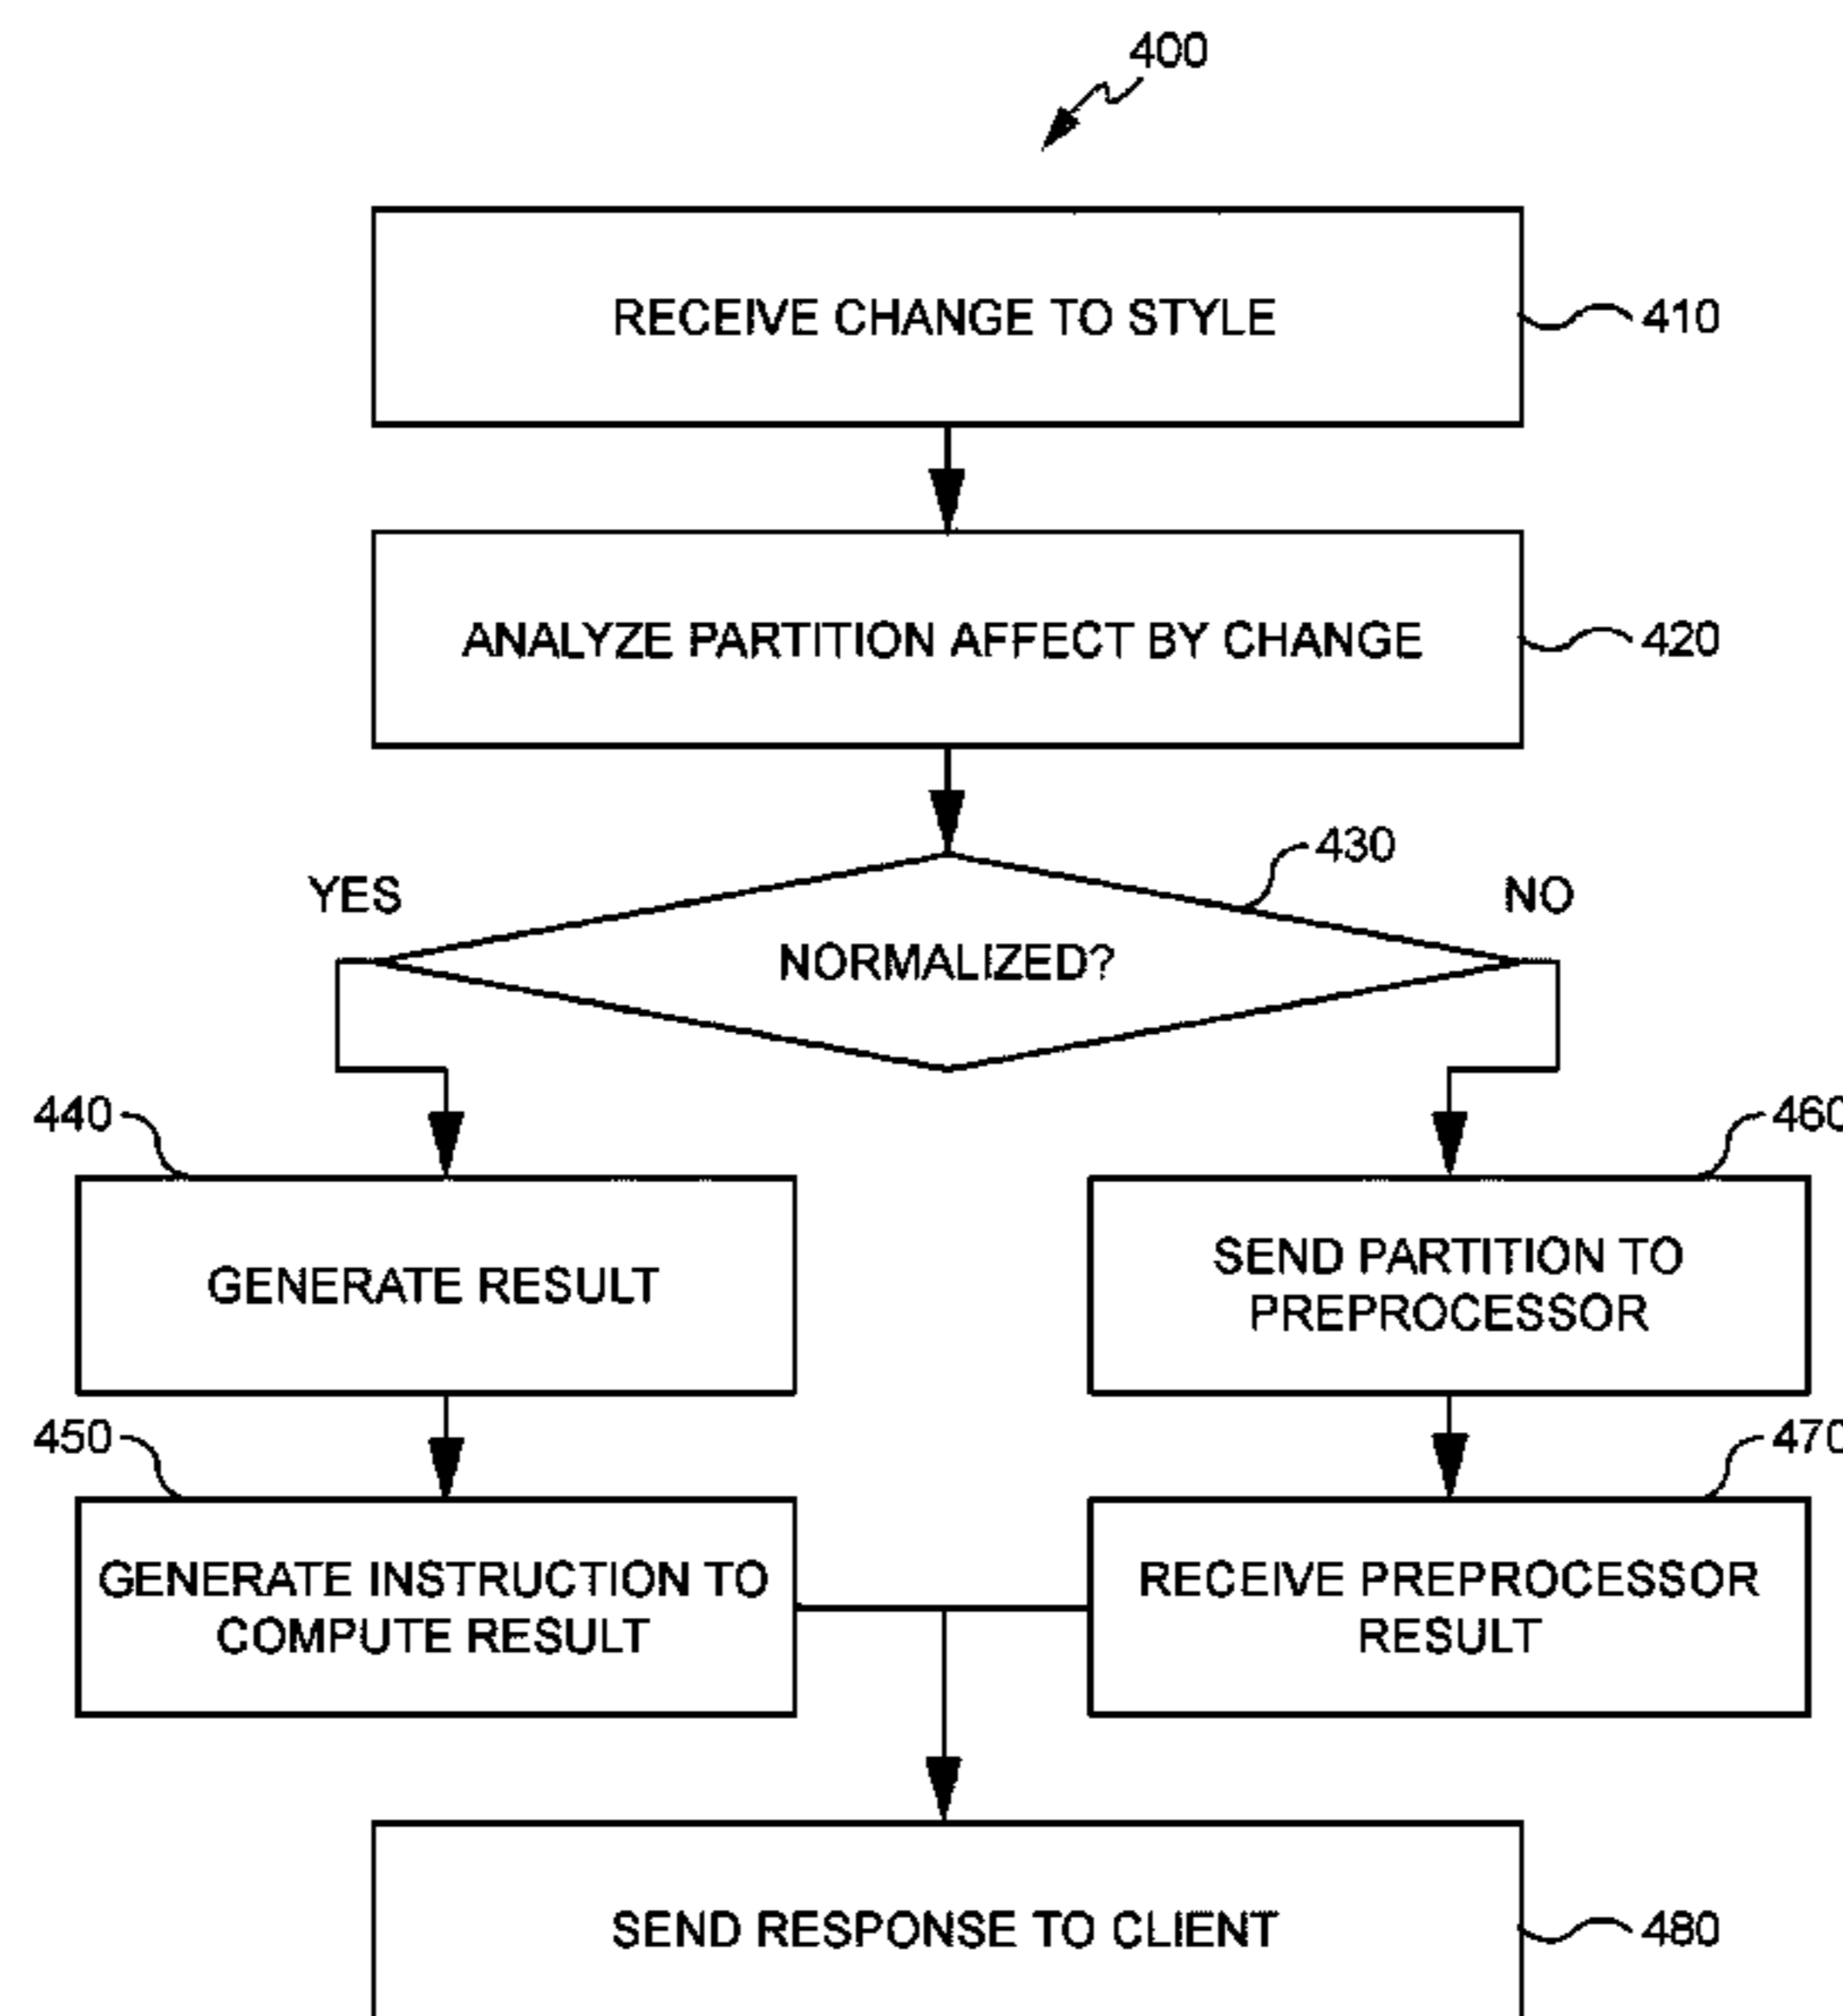 400
RECEIVE CHANGE TO STYLE
410
ANALYZE PARTITION AFFECT BY CHANGE
420
430
YES
NO
NORMALIZED?
440
460
GENERATE RESULT
SEND PARTITION TO
PREPROCESSOR
450
470
GENERATE INSTRUCTION TO
COMPUTE RESULT
RECEIVE PREPROCESSOR
RESULT
SEND RESPONSE TO CLIENT
480